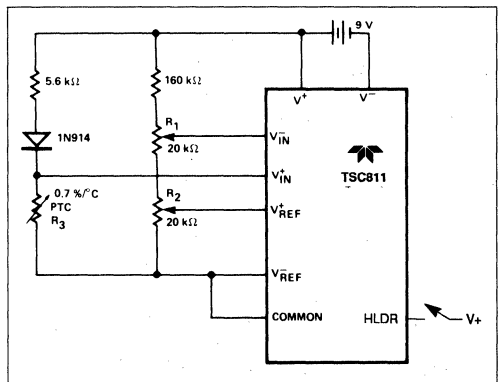 9 V
5.6 kΩ
160 kΩ
V+
V−
R1
1N914
20 kΩ
V−IN
TSC811
V+IN
0.7 %/°C
PTC
R3
R2
20 kΩ
V+REF
V−REF
COMMON
HLDR
V+